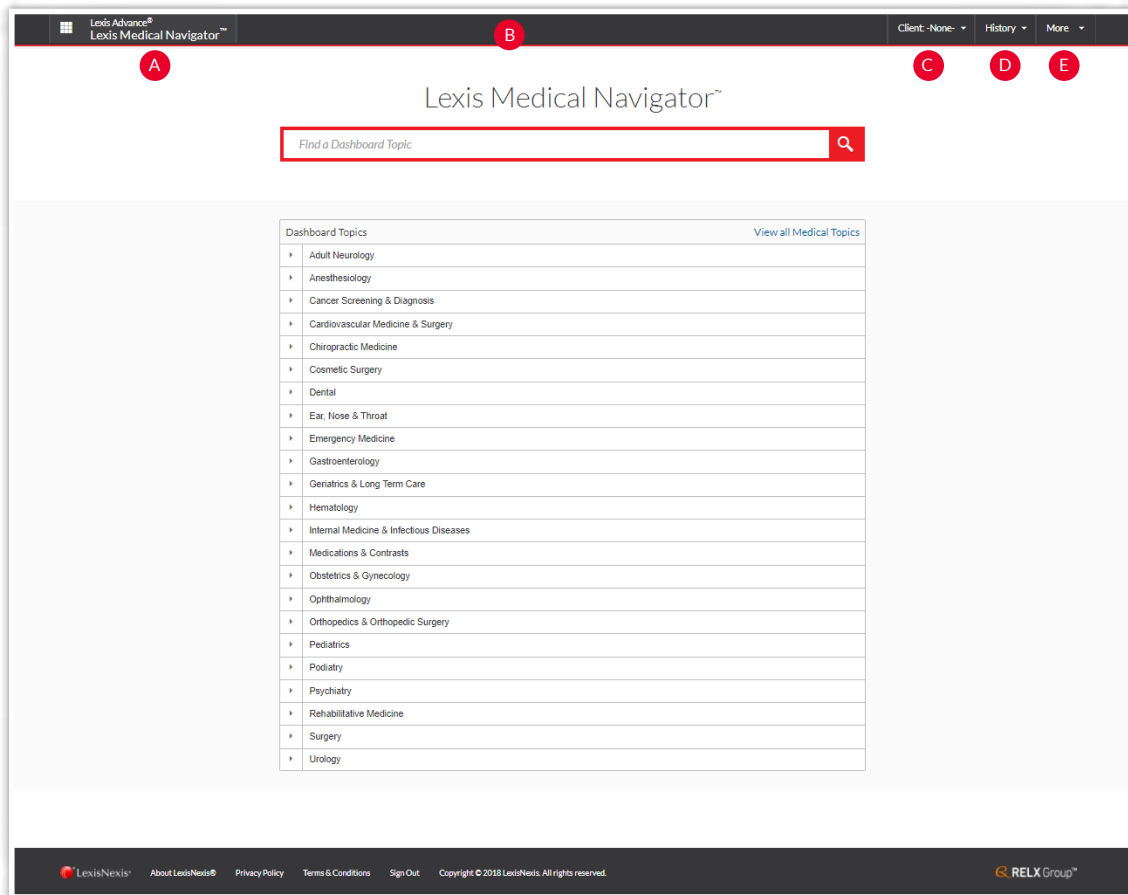 Lexis Advance®
Lexis Medical Navigator™
Client: -None-
History
More
A
B
C
D
E
Lexis Medical Navigator™
Find a Dashboard Topic
Dashboard Topics
View all Medical Topics
Adult Neurology
Anesthesiology
Cancer Screening & Diagnosis
Cardiovascular Medicine & Surgery
Chiropractic Medicine
Cosmetic Surgery
Dental
Ear, Nose & Throat
Emergency Medicine
Gastroenterology
Geriatrics & Long Term Care
Hematology
Internal Medicine & Infectious Diseases
Medications & Contrasts
Obstetrics & Gynecology
Ophthalmology
Orthopedics & Orthopedic Surgery
Pediatrics
Podiatry
Psychiatry
Rehabilitative Medicine
Surgery
Urology
LexisNexis® About LexisNexis® Privacy Policy Terms & Conditions Sign Out Copyright © 2018 LexisNexis. All rights reserved. RELX Group™